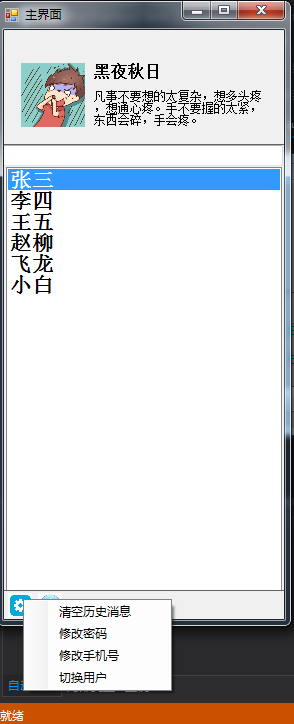 主界面
黑夜秋日
凡事不要想的太复杂，想多头疼
，想通心疼。手不要握的太紧，
东西会碎，手会疼。
张三
李四
王五
赵柳
飞龙
小白
清空历史消息
修改密码
修改手机号
切换用户
就绪